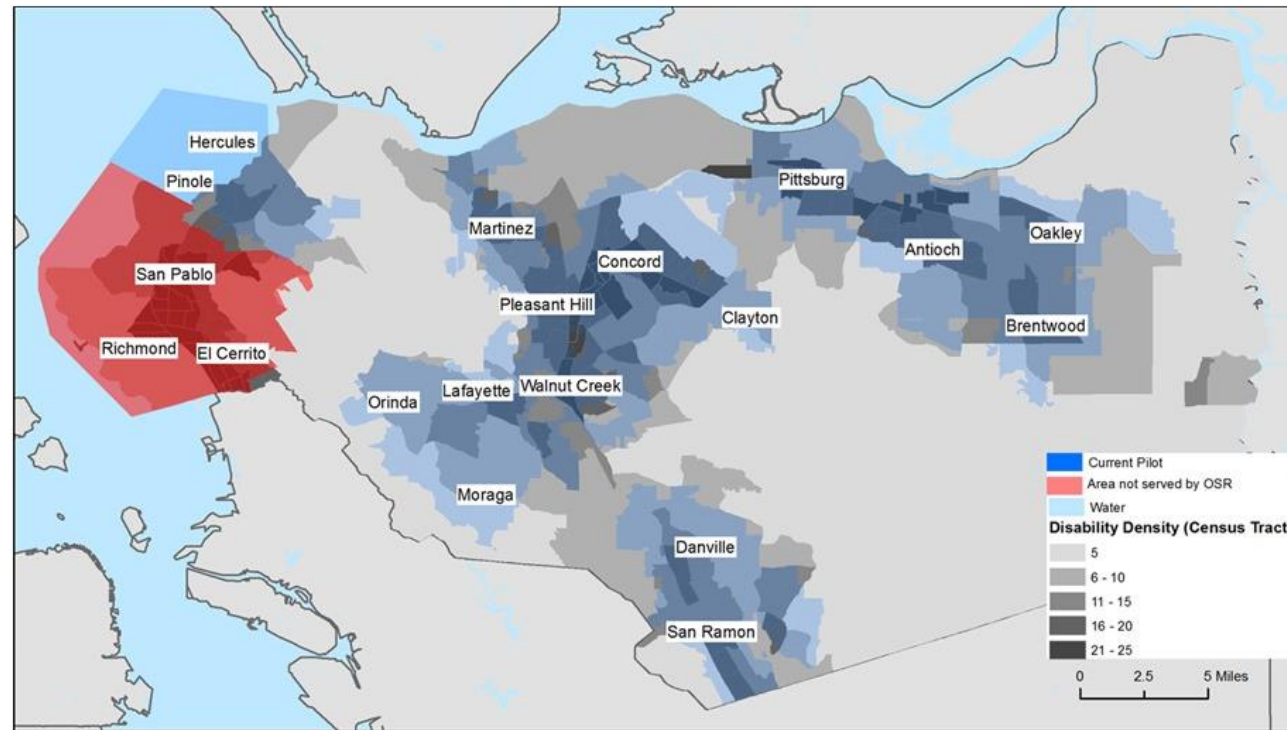 Hercules
Pinole
Pittsburg
Martinez
Oakley
Antioch
San Pablo
Concord
Pleasant Hill
Clayton
Brentwood
Richmond
El Cerrito
Walnut Creek
Lafayette
Orinda
Moraga
Danville
San Ramon
Current Pilot
Area not served by OSR
Water
Disability Density (Census Tract
5
6 - 10
11 - 15
16 - 20
21 - 25
0 2.5 5 Miles